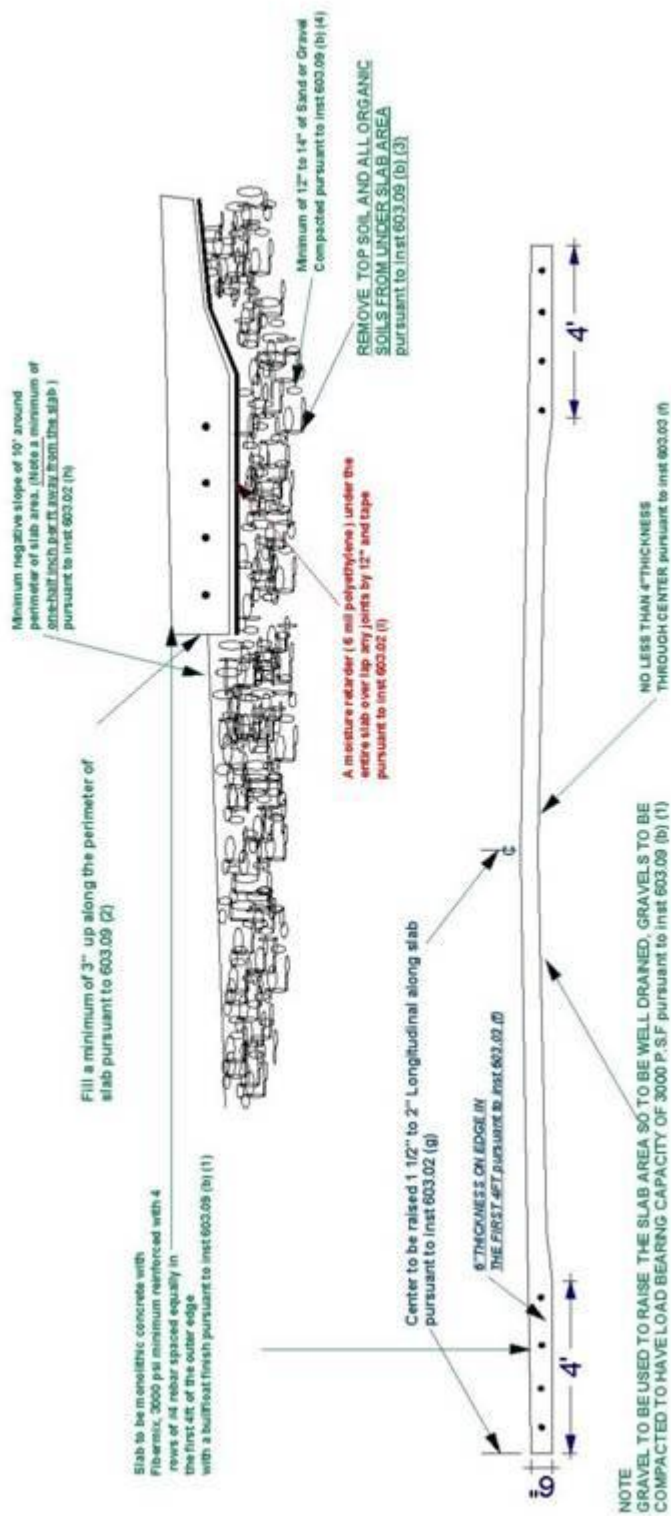 Slab to be monolithic concrete with
Fibermix, 3000 psi minimum reinforced with 4
rows of #4 rebar spaced equally in
the first 4ft of the outer edge
with a bullfloat finish pursuant to inst 603.09 (b) (1)
Fill a minimum of 3" up along the perimeter of
slab pursuant to 603.09 (2)
Minimum negative slope of 10' around
perimeter of slab area. (Note a minimum of
one-half inch per ft away from the slab )
pursuant to inst 603.02 (h)
A moisture retarder ( 6 mil polyethylene ) under the
entire slab over lap any joints by 12" and tape
pursuant to inst 603.02 (i)
Minimum of 12" to 14" of Sand or Gravel
Compacted pursuant to inst 603.09 (b) (4)
REMOVE TOP SOIL AND ALL ORGANIC
SOILS FROM UNDER SLAB AREA
pursuant to inst 603.09 (b) (3)
Center to be raised 1 1/2" to 2" Longitudinal along slab
pursuant to inst 603.02 (g)
6" THICKNESS ON EDGE IN
THE FIRST 4FT pursuant to inst 603.02 (f)
6"
4'
4'
NO LESS THAN 4" THICKNESS
THROUGH CENTER pursuant to inst 603.03 (f)
NOTE
GRAVEL TO BE USED TO RAISE THE SLAB AREA SO TO BE WELL DRAINED, GRAVELS TO BE
COMPACTED TO HAVE LOAD BEARING CAPACITY OF 3000 P.S.F pursuant to inst 603.09 (b) (1)